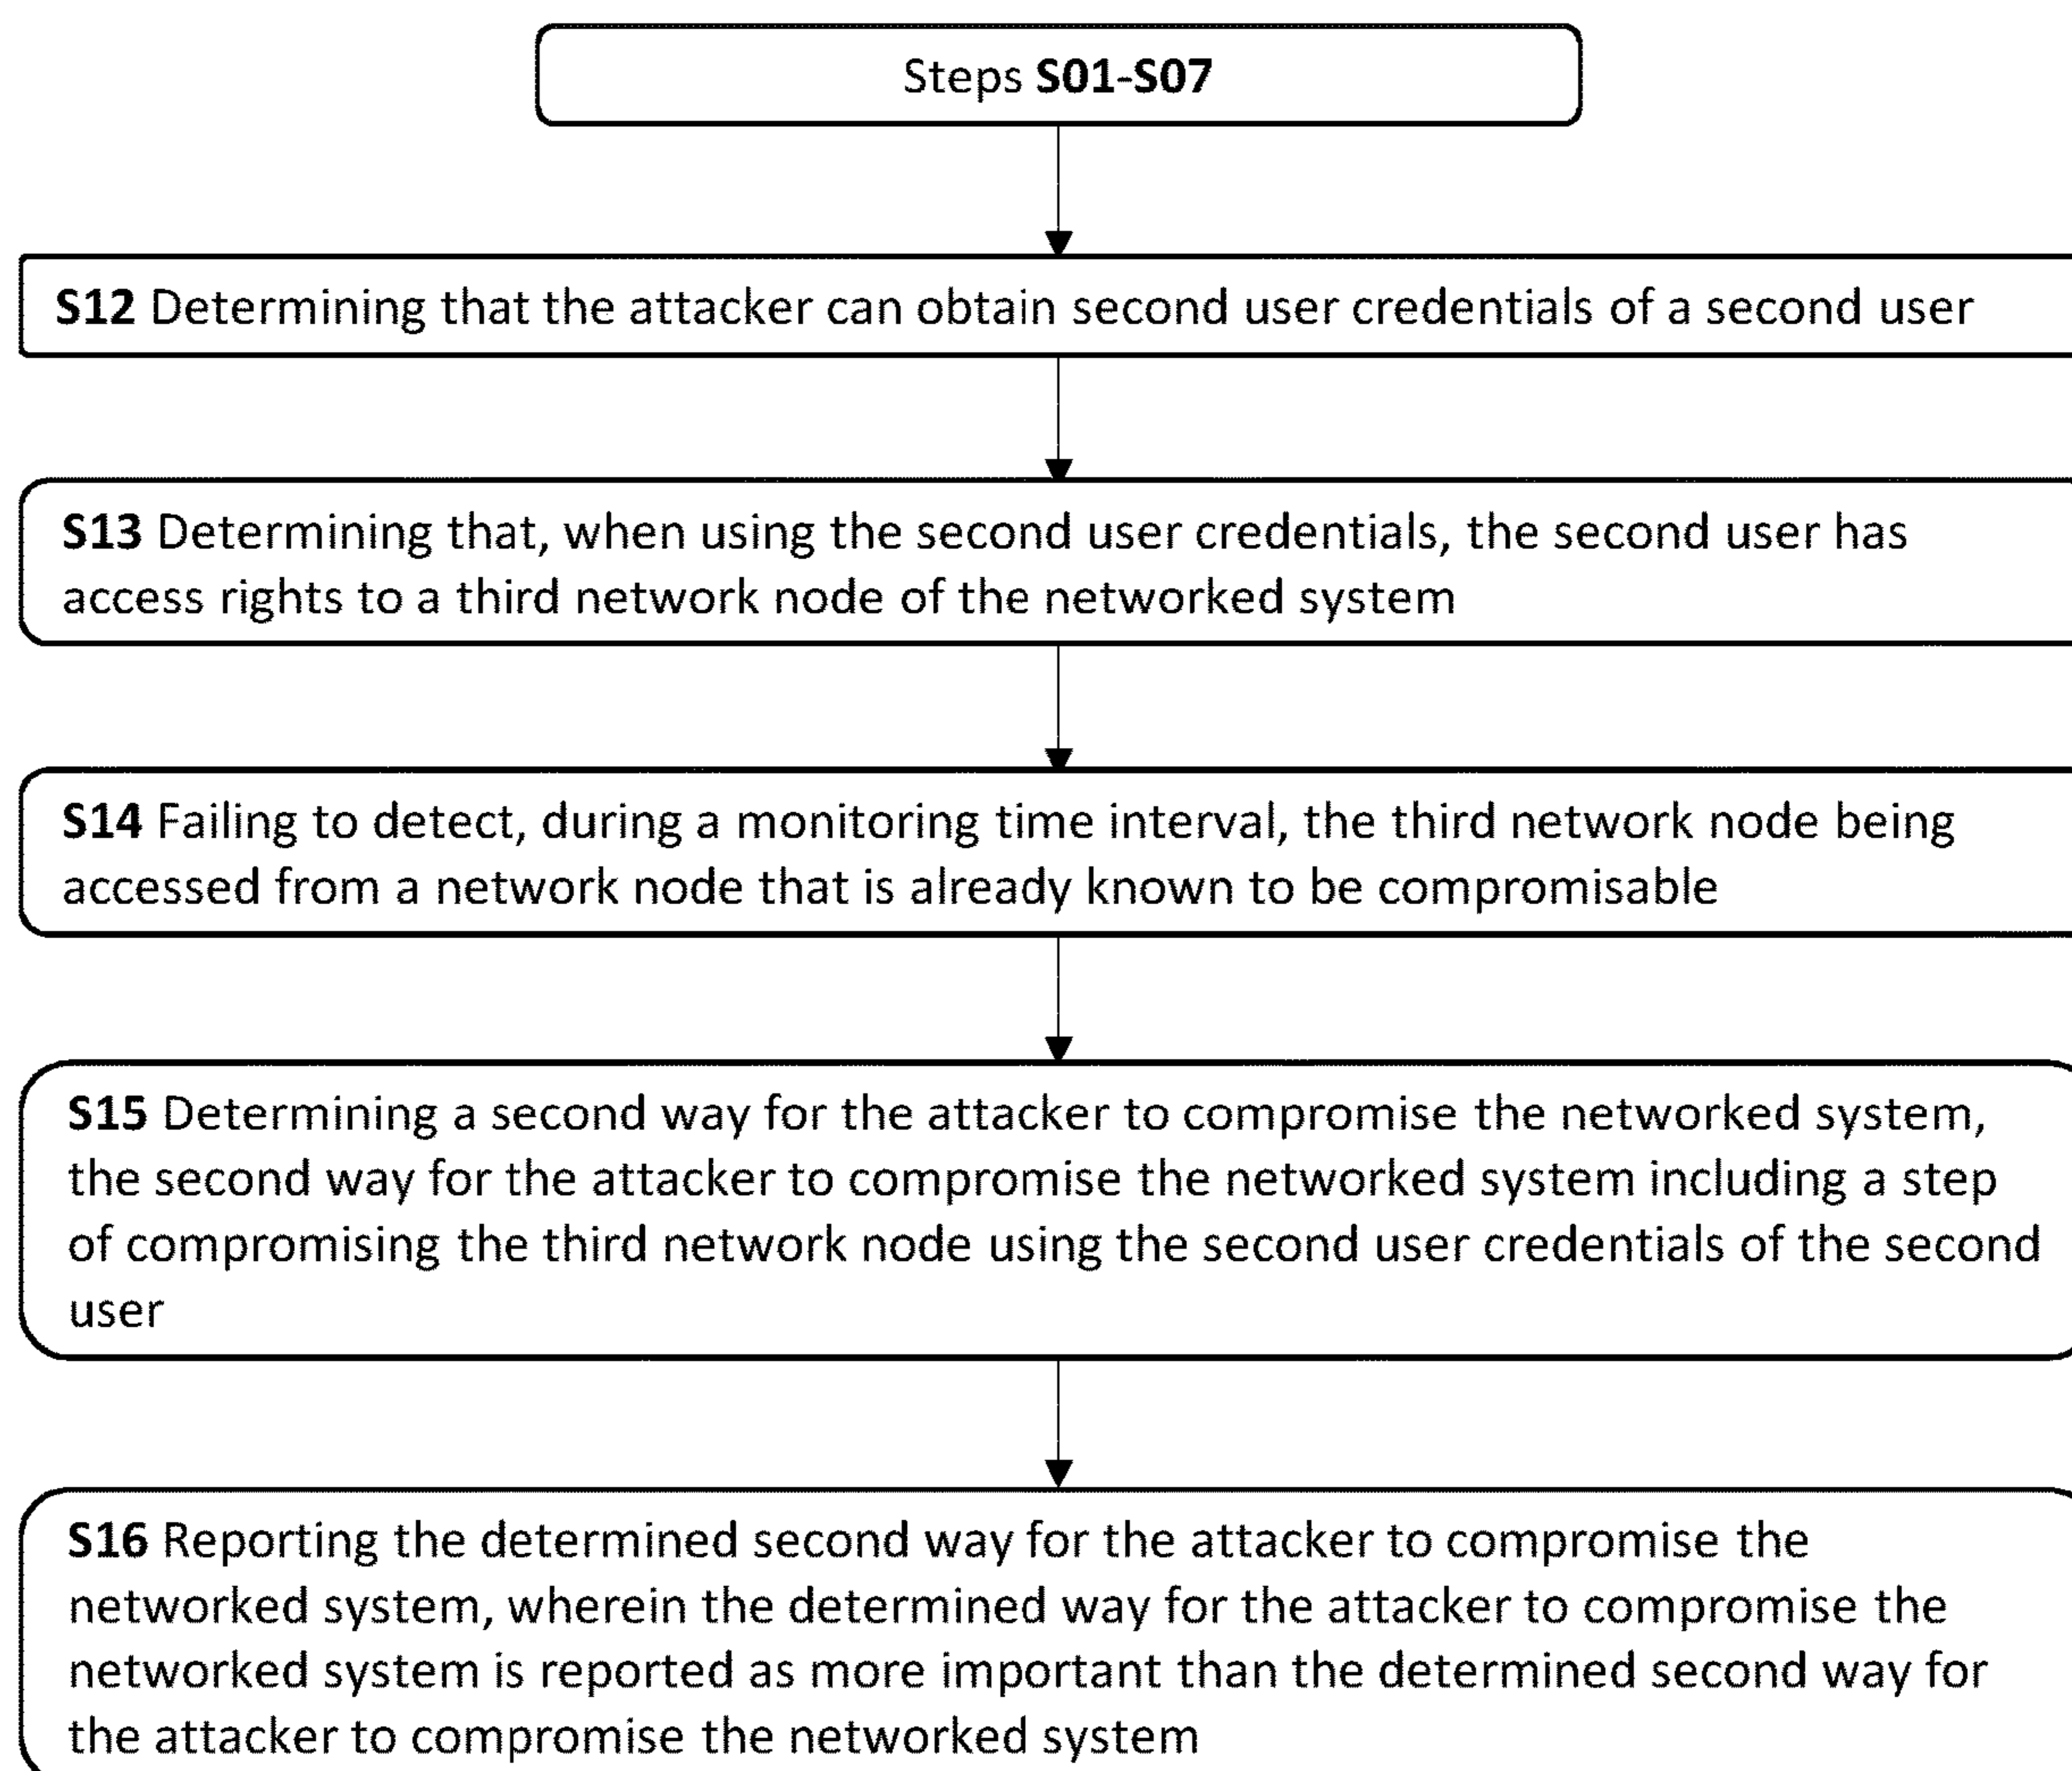 Steps S01-S07
S12 Determining that the attacker can obtain second user credentials of a second user
S13 Determining that, when using the second user credentials, the second user has
access rights to a third network node of the networked system
S14 Failing to detect, during a monitoring time interval, the third network node being
accessed from a network node that is already known to be compromisable
S15 Determining a second way for the attacker to compromise the networked system,
the second way for the attacker to compromise the networked system including a step
of compromising the third network node using the second user credentials of the second
user
S16 Reporting the determined second way for the attacker to compromise the
networked system, wherein the determined way for the attacker to compromise the
networked system is reported as more important than the determined second way for
the attacker to compromise the networked system